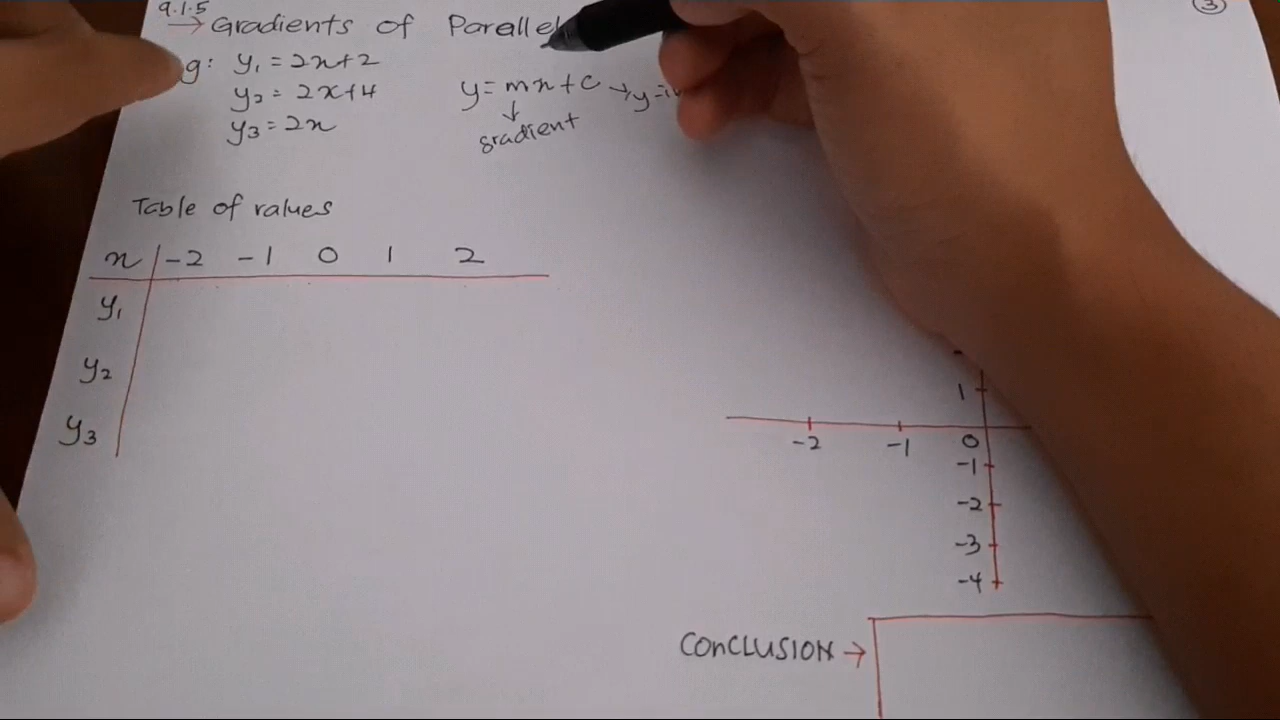 9.1.5
→ Gradients of Parallel
g: y₁ = 2x+2
y₂ = 2x+4
y₃ = 2x
y = mx + c → y =
↓
gradient
Table of values
x -2 -1 0 1 2
y₁
y₂
y₃
1
-2 -1 0
-1
-2
-3
-4
CONCLUSION →
3